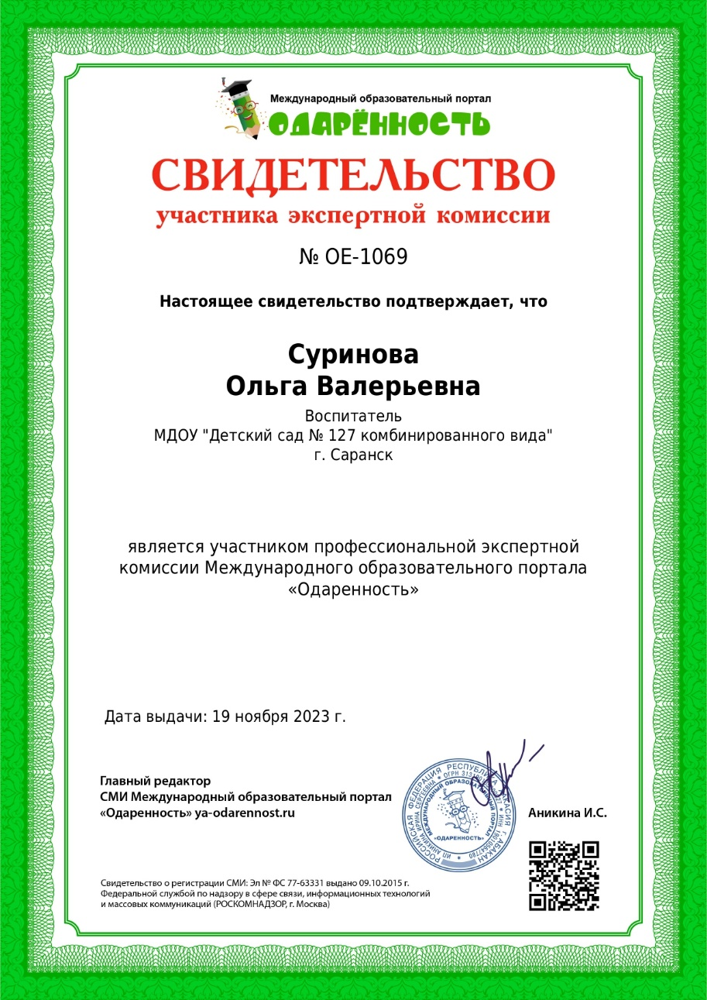 Международный образовательный портал
ОДАРЁННОСТЬ
СВИДЕТЕЛЬСТВО
участника экспертной комиссии
№ OE-1069
Настоящее свидетельство подтверждает, что
Суринова
Ольга Валерьевна
Воспитатель
МДОУ "Детский сад № 127 комбинированного вида"
г. Саранск
является участником профессиональной экспертной
комиссии Международного образовательного портала
«Одаренность»
Дата выдачи: 19 ноября 2023 г.
Главный редактор
СМИ Международный образовательный портал
«Одаренность» ya-odarennost.ru
РОССИЙСКАЯ ФЕДЕРАЦИЯ РЕСПУБЛИКА ХАКАСИЯ г. АБАКАН
ИП АНИКИНА ИРИНА СЕРГЕЕВНА * ОГРН
МЕЖДУНАРОДНЫЙ ОБРАЗОВАТЕЛЬНЫЙ ПОРТАЛ
«ОДАРЕННОСТЬ»
Аникина И.С.
Свидетельство о регистрации СМИ: Эл № ФС 77-63331 выдано 09.10.2015 г.
Федеральной службой по надзору в сфере связи, информационных технологий
и массовых коммуникаций (РОСКОМНАДЗОР, г. Москва)